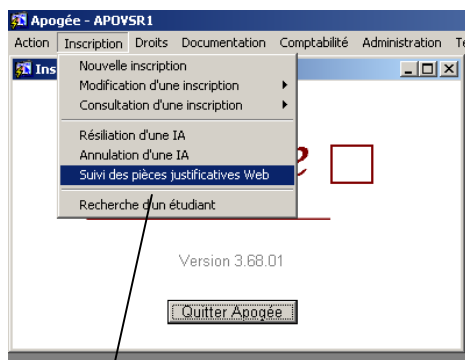 Apogée - APOVSR1
Action Inscription Droits Documentation Comptabilité Administration
Ins
Nouvelle inscription
Modification d'une inscription
Consultation d'une inscription
Résiliation d'une IA
Annulation d'une IA
Suivi des pièces justificatives Web
Recherche d'un étudiant
Version 3.68.01
Quitter Apogée